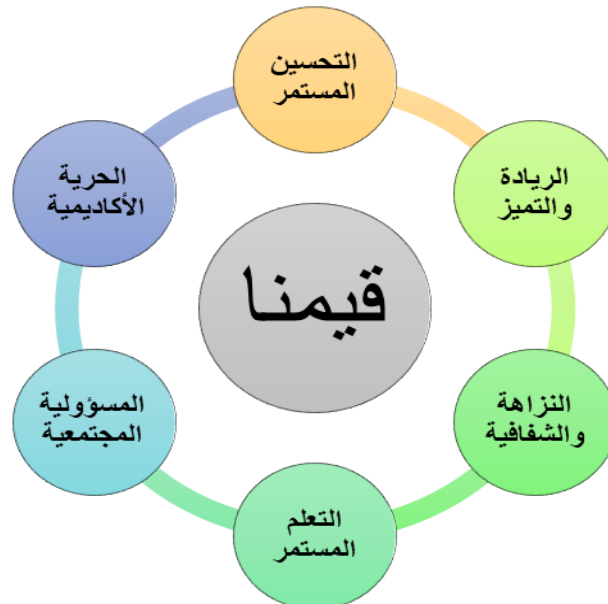 التحسين
المستمر
الريادة
والتميز
النزاهة
والشفافية
التعلم
المستمر
المسؤولية
المجتمعية
الحرية
الأكاديمية
قيمنا